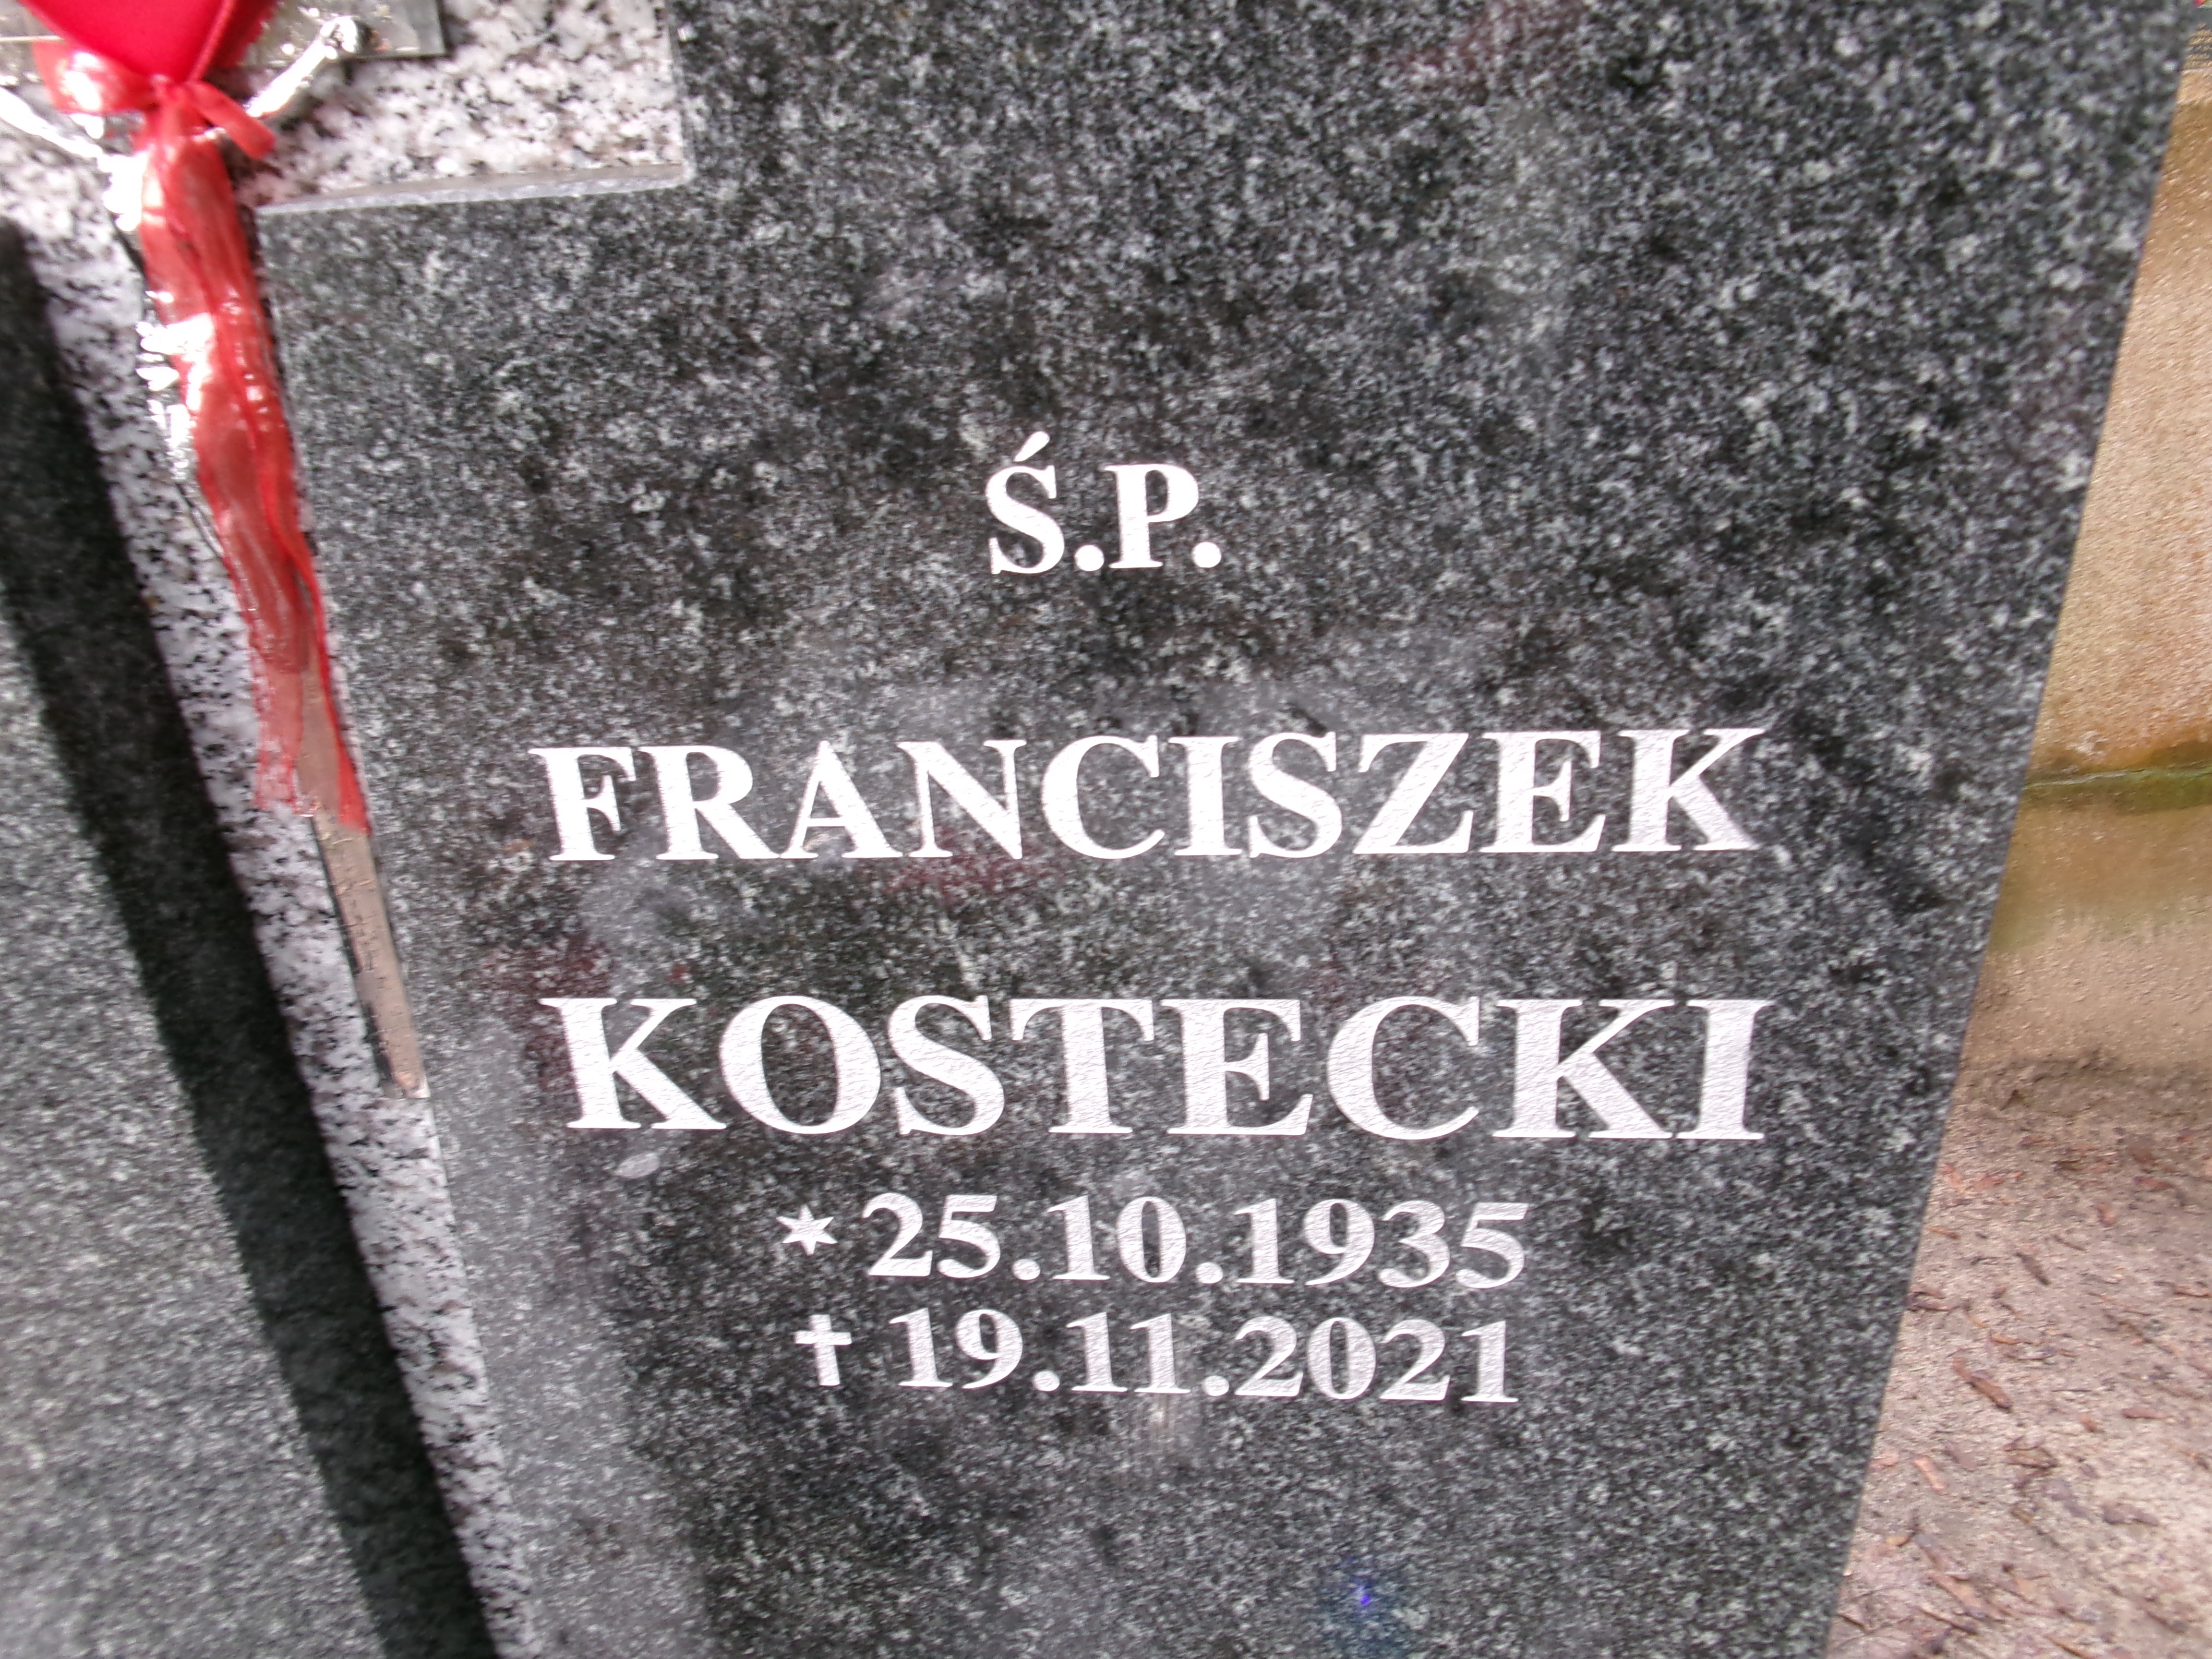 Ś.P.
FRANCISZEK
KOSTECKI
✶ 25.10.1935
✝ 19.11.2021